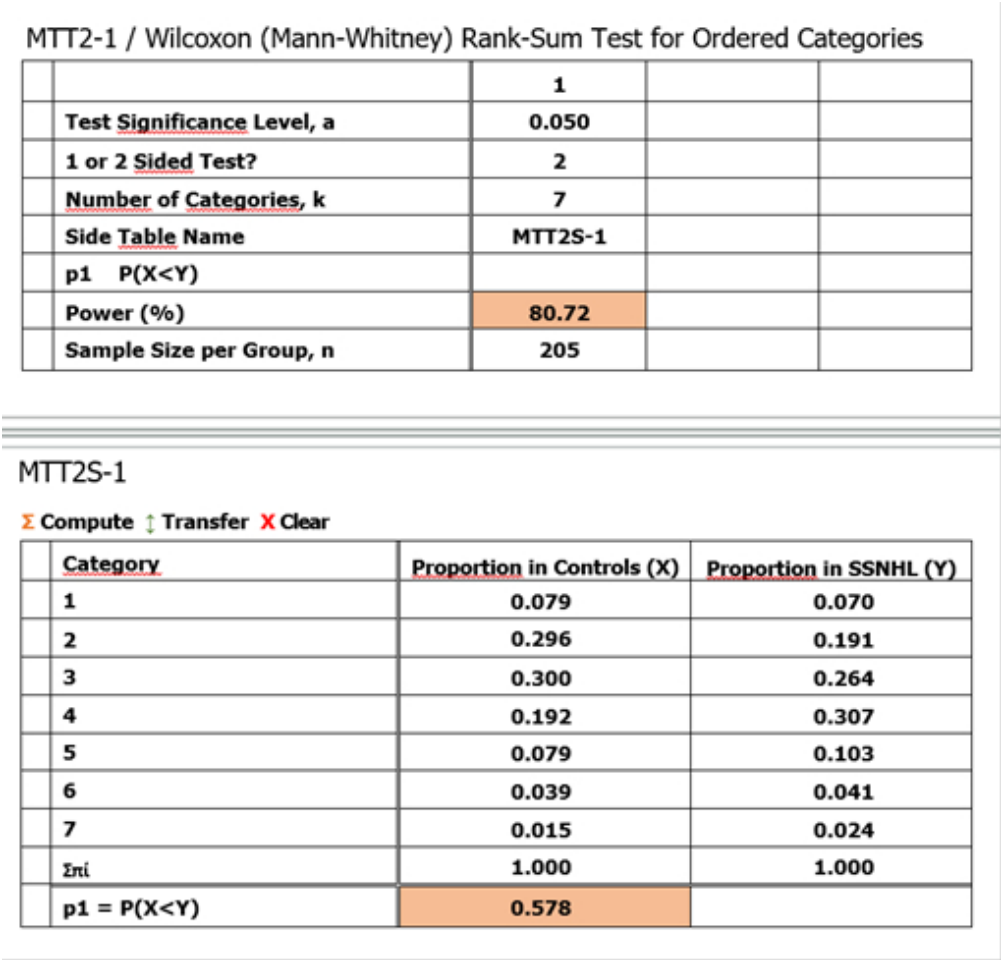 MTT2-1 / Wilcoxon (Mann-Whitney) Rank-Sum Test for Ordered Categories
1
Test Significance Level, a 0.050
1 or 2 Sided Test? 2
Number of Categories, k 7
Side Table Name MTT2S-1
p1 P(X<Y)
Power (%) 80.72
Sample Size per Group, n 205
MTT2S-1
Σ Compute ↕ Transfer X Clear
Category Proportion in Controls (X) Proportion in SSNHL (Y)
1 0.079 0.070
2 0.296 0.191
3 0.300 0.264
4 0.192 0.307
5 0.079 0.103
6 0.039 0.041
7 0.015 0.024
Σπί 1.000 1.000
p1 = P(X<Y) 0.578